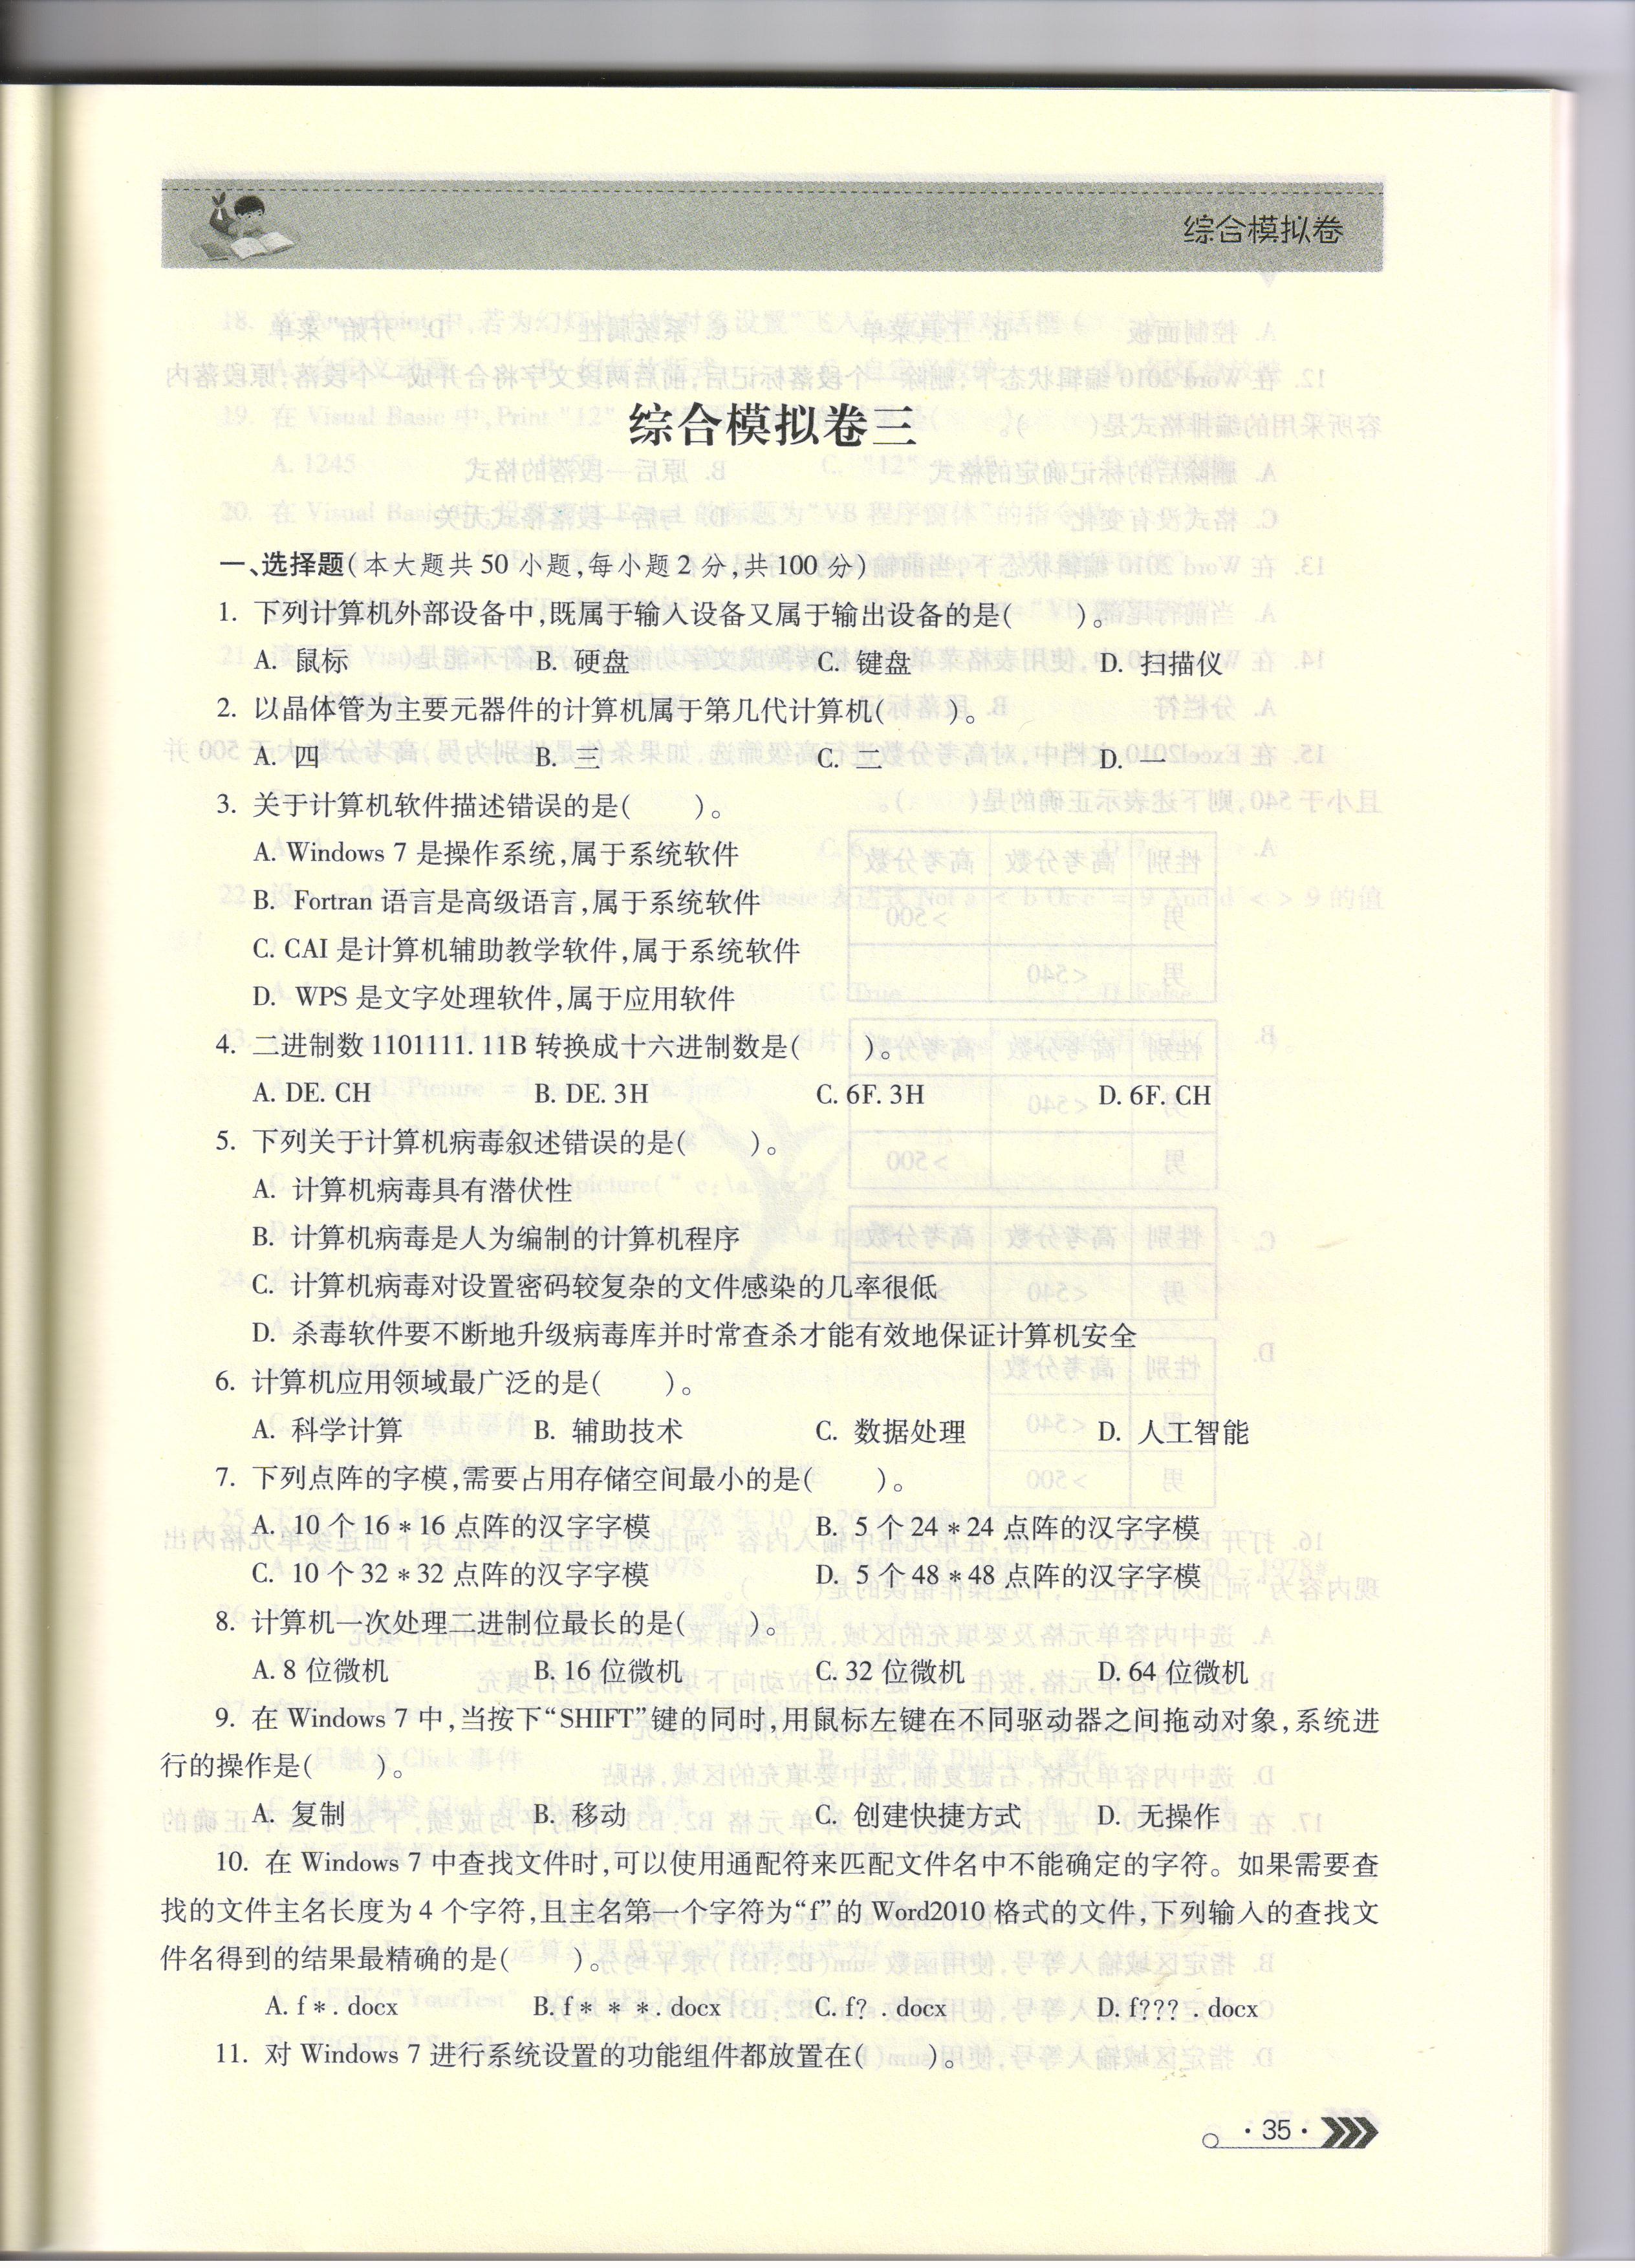 综合模拟卷
综合模拟卷三
一、选择题(本大题共 50 小题,每小题 2 分,共 100 分)
1. 下列计算机外部设备中,既属于输入设备又属于输出设备的是(　　)。
A. 鼠标　B. 硬盘　C. 键盘　D. 扫描仪
2. 以晶体管为主要元器件的计算机属于第几代计算机(　　)。
A. 四　B. 三　C. 二　D. 一
3. 关于计算机软件描述错误的是(　　)。
A. Windows 7 是操作系统,属于系统软件
B. Fortran 语言是高级语言,属于系统软件
C. CAI 是计算机辅助教学软件,属于系统软件
D. WPS 是文字处理软件,属于应用软件
4. 二进制数 1101111. 11B 转换成十六进制数是(　　)。
A. DE. CH　B. DE. 3H　C. 6F. 3H　D. 6F. CH
5. 下列关于计算机病毒叙述错误的是(　　)。
A. 计算机病毒具有潜伏性
B. 计算机病毒是人为编制的计算机程序
C. 计算机病毒对设置密码较复杂的文件感染的几率很低
D. 杀毒软件要不断地升级病毒库并时常查杀才能有效地保证计算机安全
6. 计算机应用领域最广泛的是(　　)。
A. 科学计算　B. 辅助技术　C. 数据处理　D. 人工智能
7. 下列点阵的字模,需要占用存储空间最小的是(　　)。
A. 10 个 16 * 16 点阵的汉字字模　B. 5 个 24 * 24 点阵的汉字字模
C. 10 个 32 * 32 点阵的汉字字模　D. 5 个 48 * 48 点阵的汉字字模
8. 计算机一次处理二进制位最长的是(　　)。
A. 8 位微机　B. 16 位微机　C. 32 位微机　D. 64 位微机
9. 在 Windows 7 中,当按下“SHIFT”键的同时,用鼠标左键在不同驱动器之间拖动对象,系统进
行的操作是(　　)。
A. 复制　B. 移动　C. 创建快捷方式　D. 无操作
10. 在 Windows 7 中查找文件时,可以使用通配符来匹配文件名中不能确定的字符。如果需要查
找的文件主名长度为 4 个字符,且主名第一个字符为“f”的 Word2010 格式的文件,下列输入的查找文
件名得到的结果最精确的是(　　)。
A. f * . docx　B. f * * * . docx　C. f? . docx　D. f??? . docx
11. 对 Windows 7 进行系统设置的功能组件都放置在(　　)。
· 35 ·